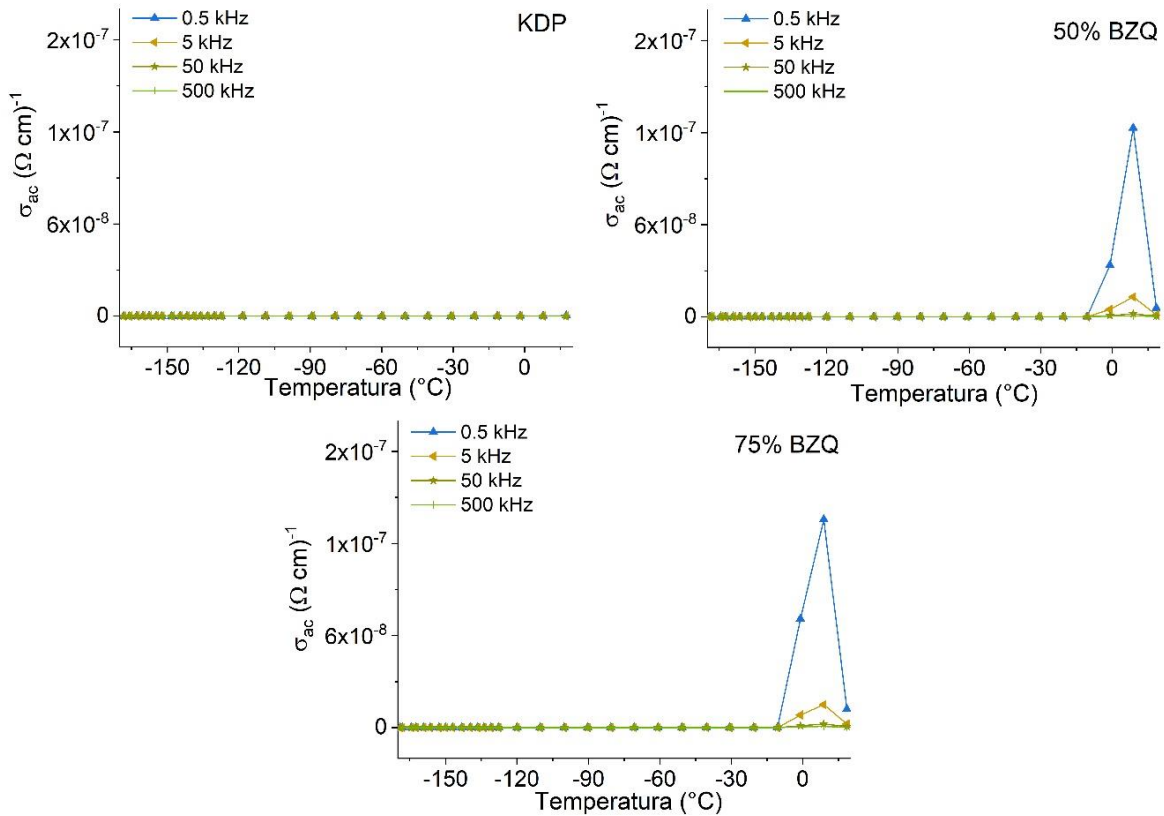 KDP
0.5 kHz
5 kHz
50 kHz
500 kHz
2x10⁻⁷
1x10⁻⁷
6x10⁻⁸
0
σac (Ω cm)⁻¹
-150 -120 -90 -60 -30 0
Temperatura (°C)
50% BZQ
0.5 kHz
5 kHz
50 kHz
500 kHz
2x10⁻⁷
1x10⁻⁷
6x10⁻⁸
0
σac (Ω cm)⁻¹
-150 -120 -90 -60 -30 0
Temperatura (°C)
75% BZQ
0.5 kHz
5 kHz
50 kHz
500 kHz
2x10⁻⁷
1x10⁻⁷
6x10⁻⁸
0
σac (Ω cm)⁻¹
-150 -120 -90 -60 -30 0
Temperatura (°C)